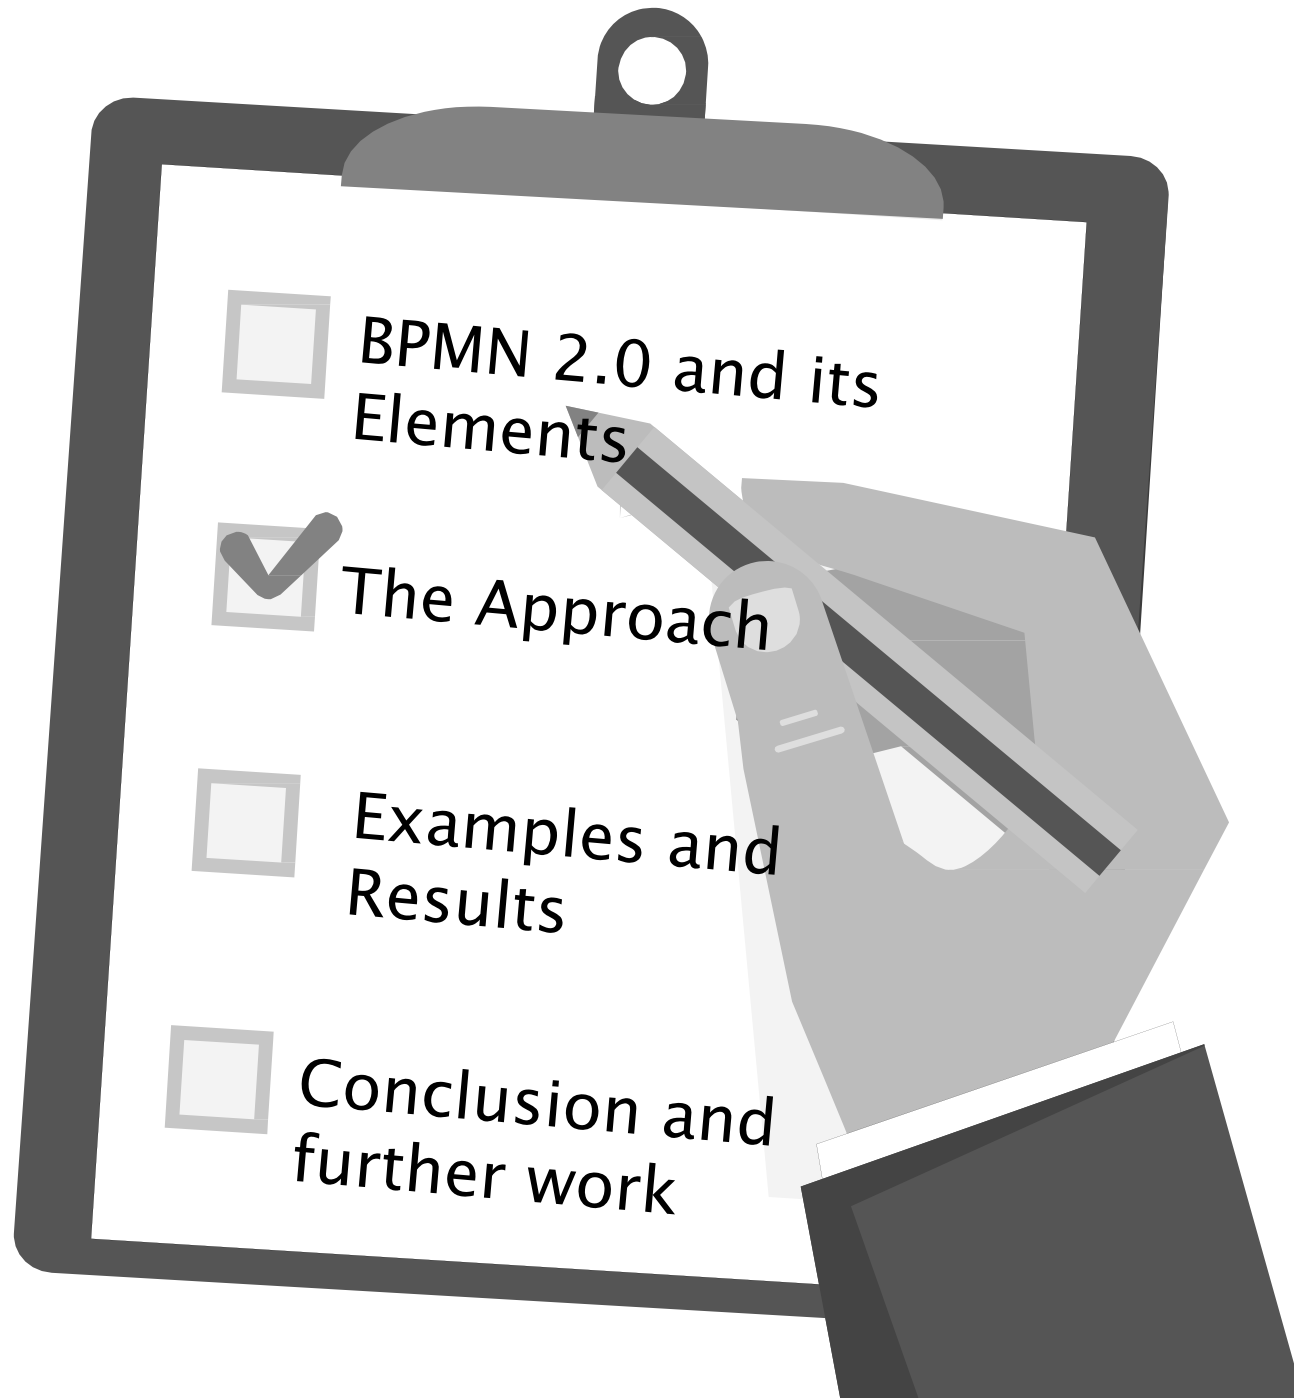 BPMN 2.0 and its
Elements
The Approach
Examples and
Results
Conclusion and
further work